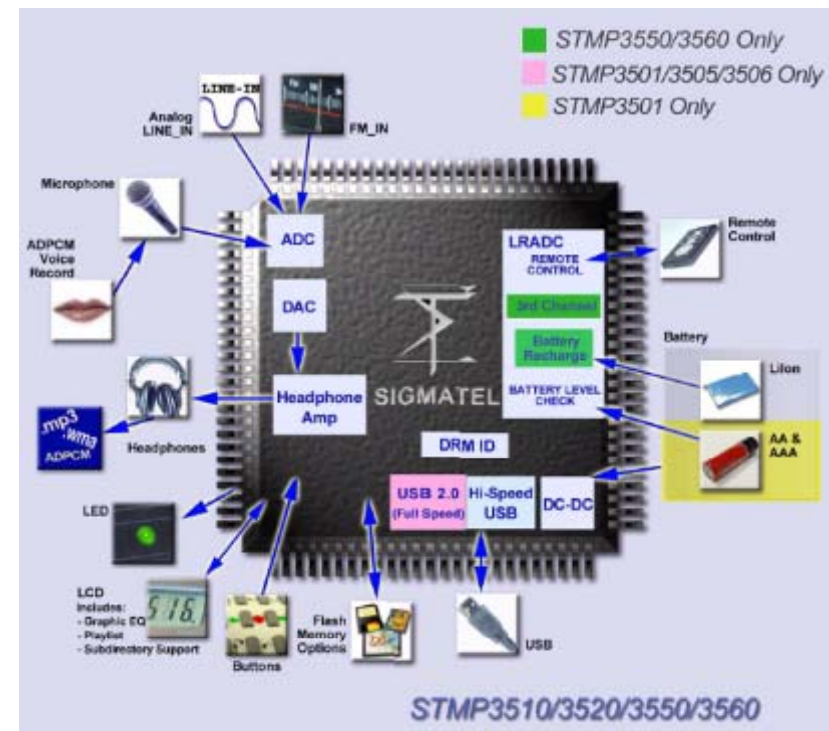 STMP3550/3560 Only
STMP3501/3505/3506 Only
STMP3501 Only
LINE-IN
Analog
LINE_IN
FM_IN
Microphone
ADPCM
Voice
Record
ADC
DAC
Headphone
Amp
Headphones
.mp3
.wma
ADPCM
SIGMATEL
LRADC
REMOTE
CONTROL
3rd Channel
Battery
Recharge
BATTERY LEVEL
CHECK
Remote
Control
Battery
LiIon
AA &
AAA
DRM ID
USB 2.0
(Full Speed)
Hi-Speed
USB
DC-DC
LED
LCD
Includes:
- Graphic EQ
- Playlist
- Subdirectory Support
516
Buttons
Flash
Memory
Options
USB
STMP3510/3520/3550/3560